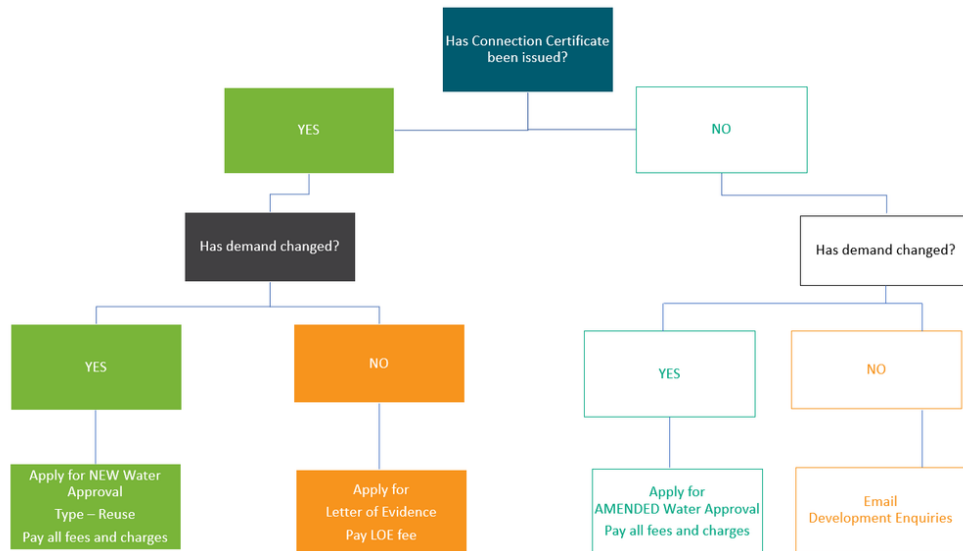 Has Connection Certificate
been issued?
YES
NO
Has demand changed?
Has demand changed?
YES
NO
YES
NO
Apply for NEW Water
Approval
Type – Reuse
Pay all fees and charges
Apply for
Letter of Evidence
Pay LOE fee
Apply for
AMENDED Water Approval
Pay all fees and charges
Email
Development Enquiries